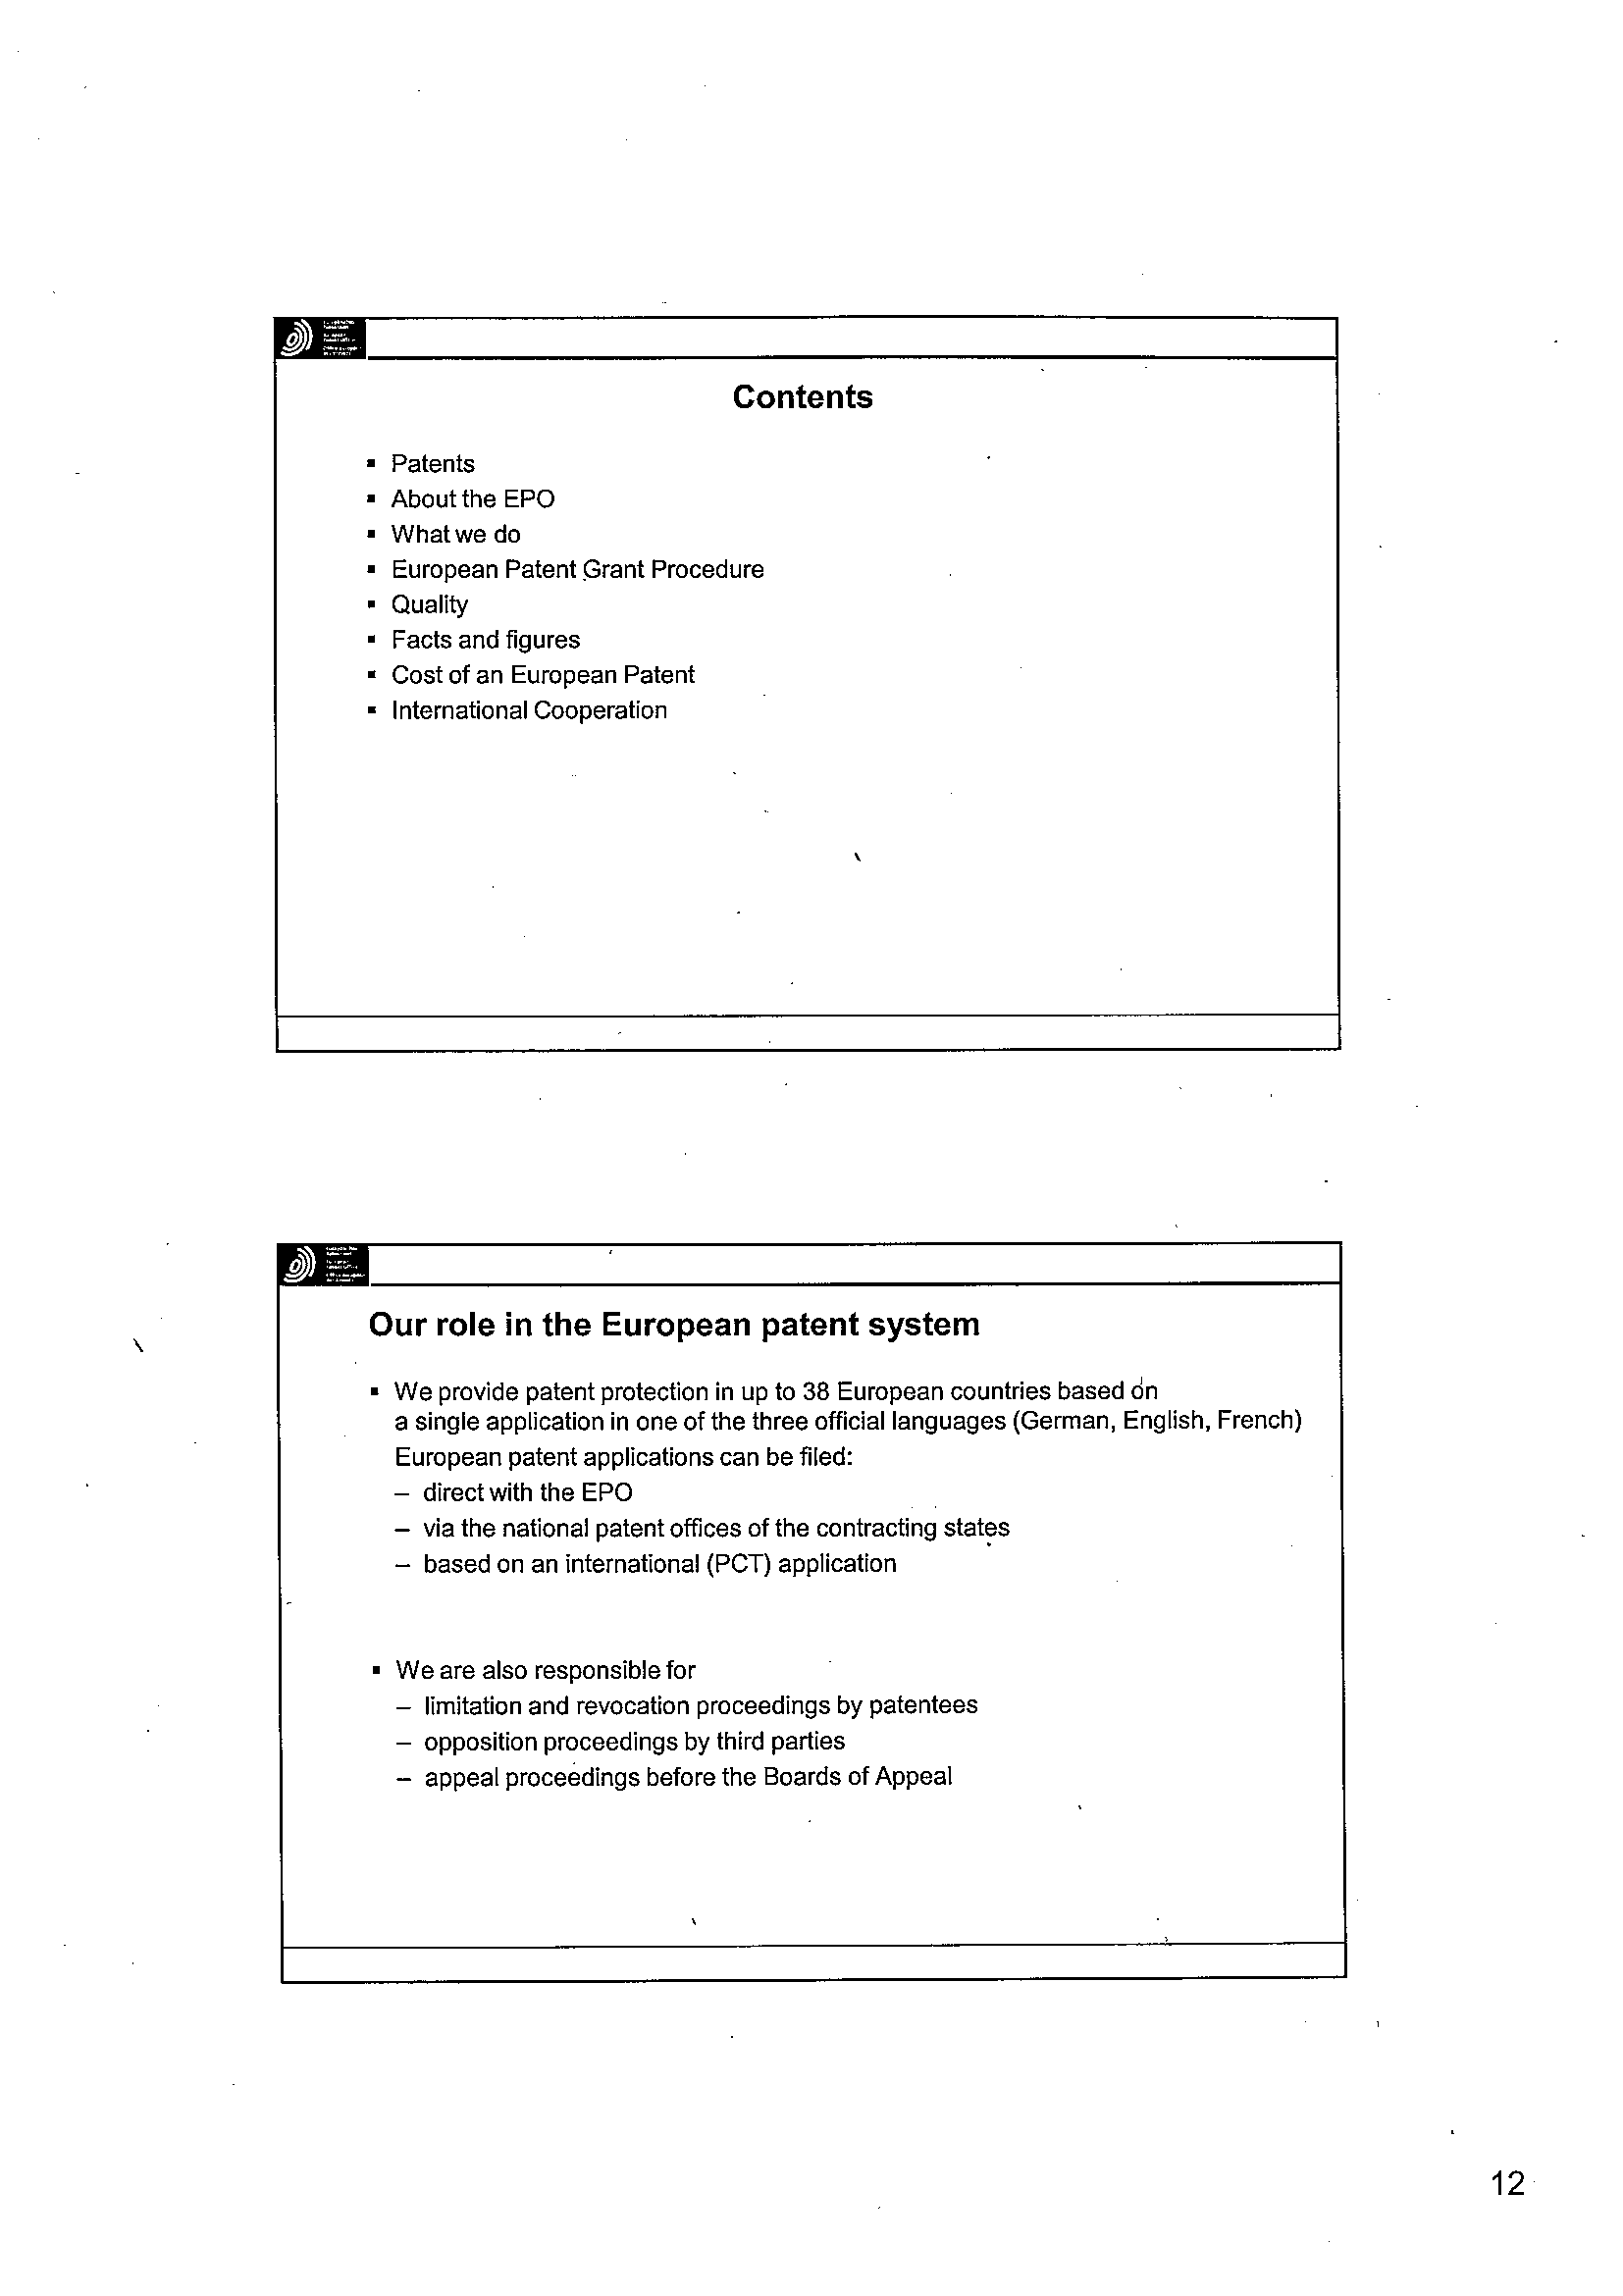 Contents
▪ Patents
▪ About the EPO
▪ What we do
▪ European Patent Grant Procedure
▪ Quality
▪ Facts and figures
▪ Cost of an European Patent
▪ International Cooperation
Our role in the European patent system
▪ We provide patent protection in up to 38 European countries based on
a single application in one of the three official languages (German, English, French)
European patent applications can be filed:
– direct with the EPO
– via the national patent offices of the contracting states
– based on an international (PCT) application
▪ We are also responsible for
– limitation and revocation proceedings by patentees
– opposition proceedings by third parties
– appeal proceedings before the Boards of Appeal
12